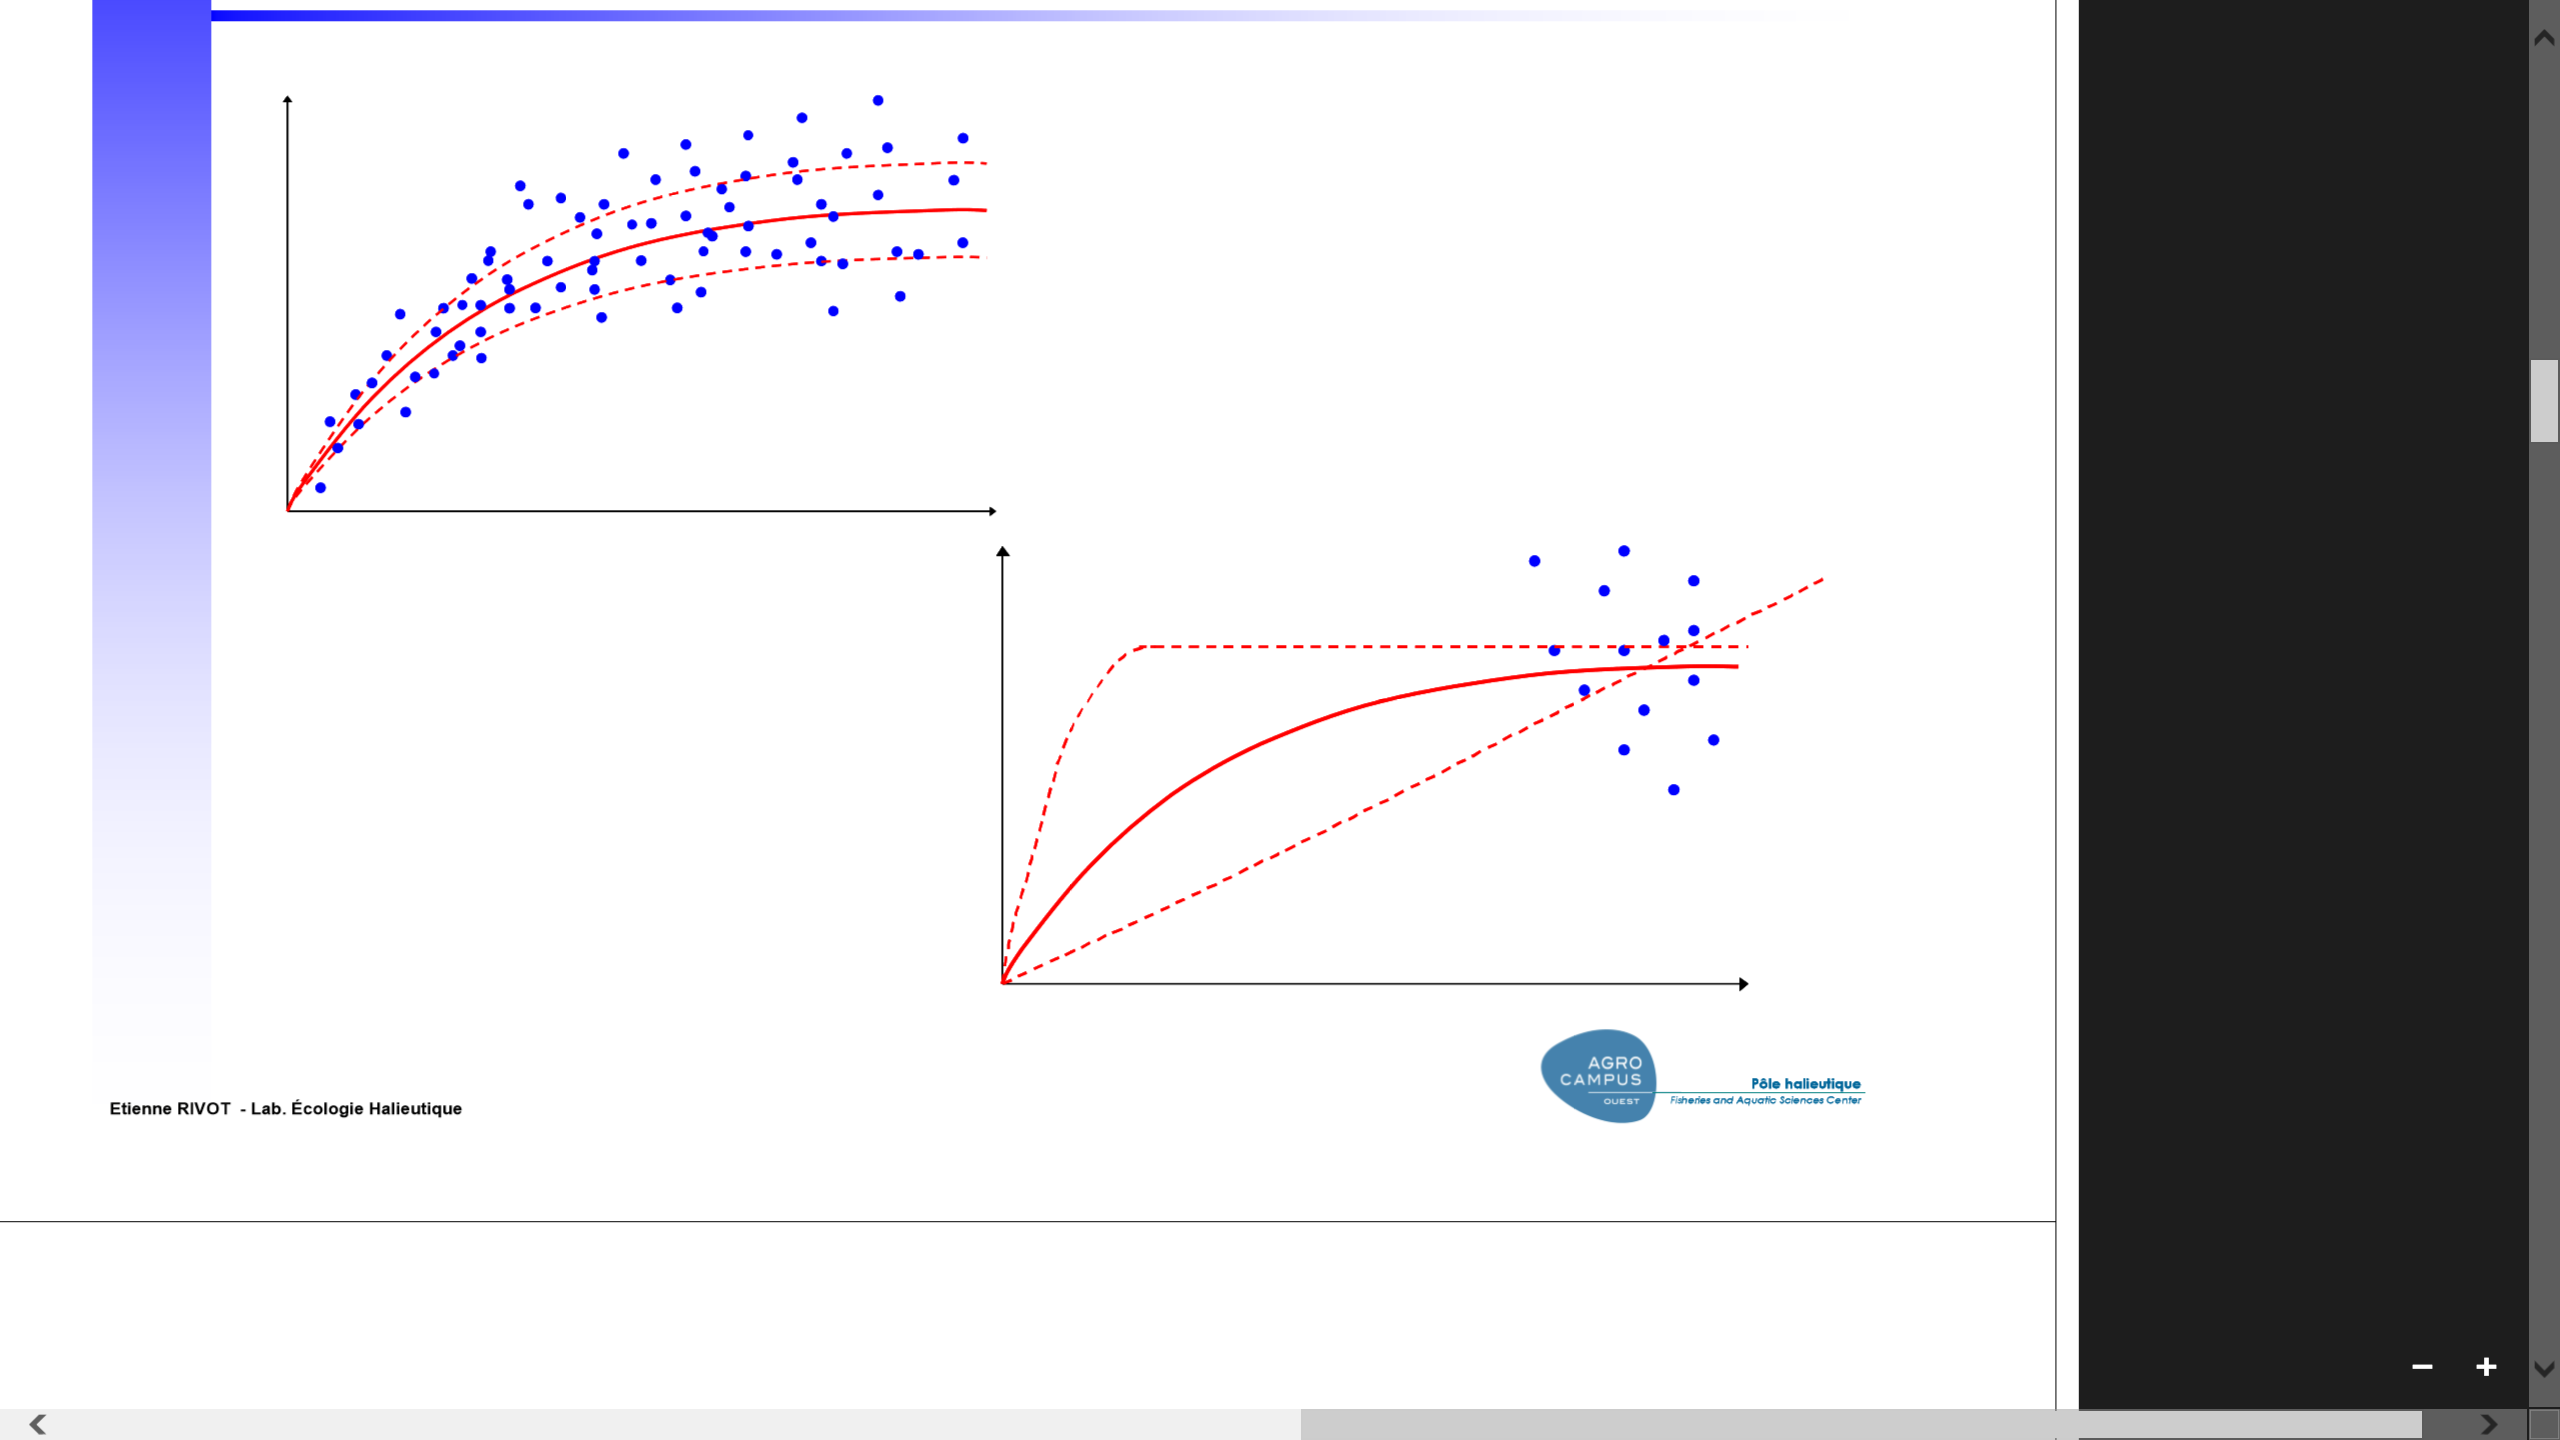 Etienne RIVOT - Lab. Écologie Halieutique
AGRO
CAMPUS
OUEST
Pôle halieutique
Fisheries and Aquatic Sciences Center